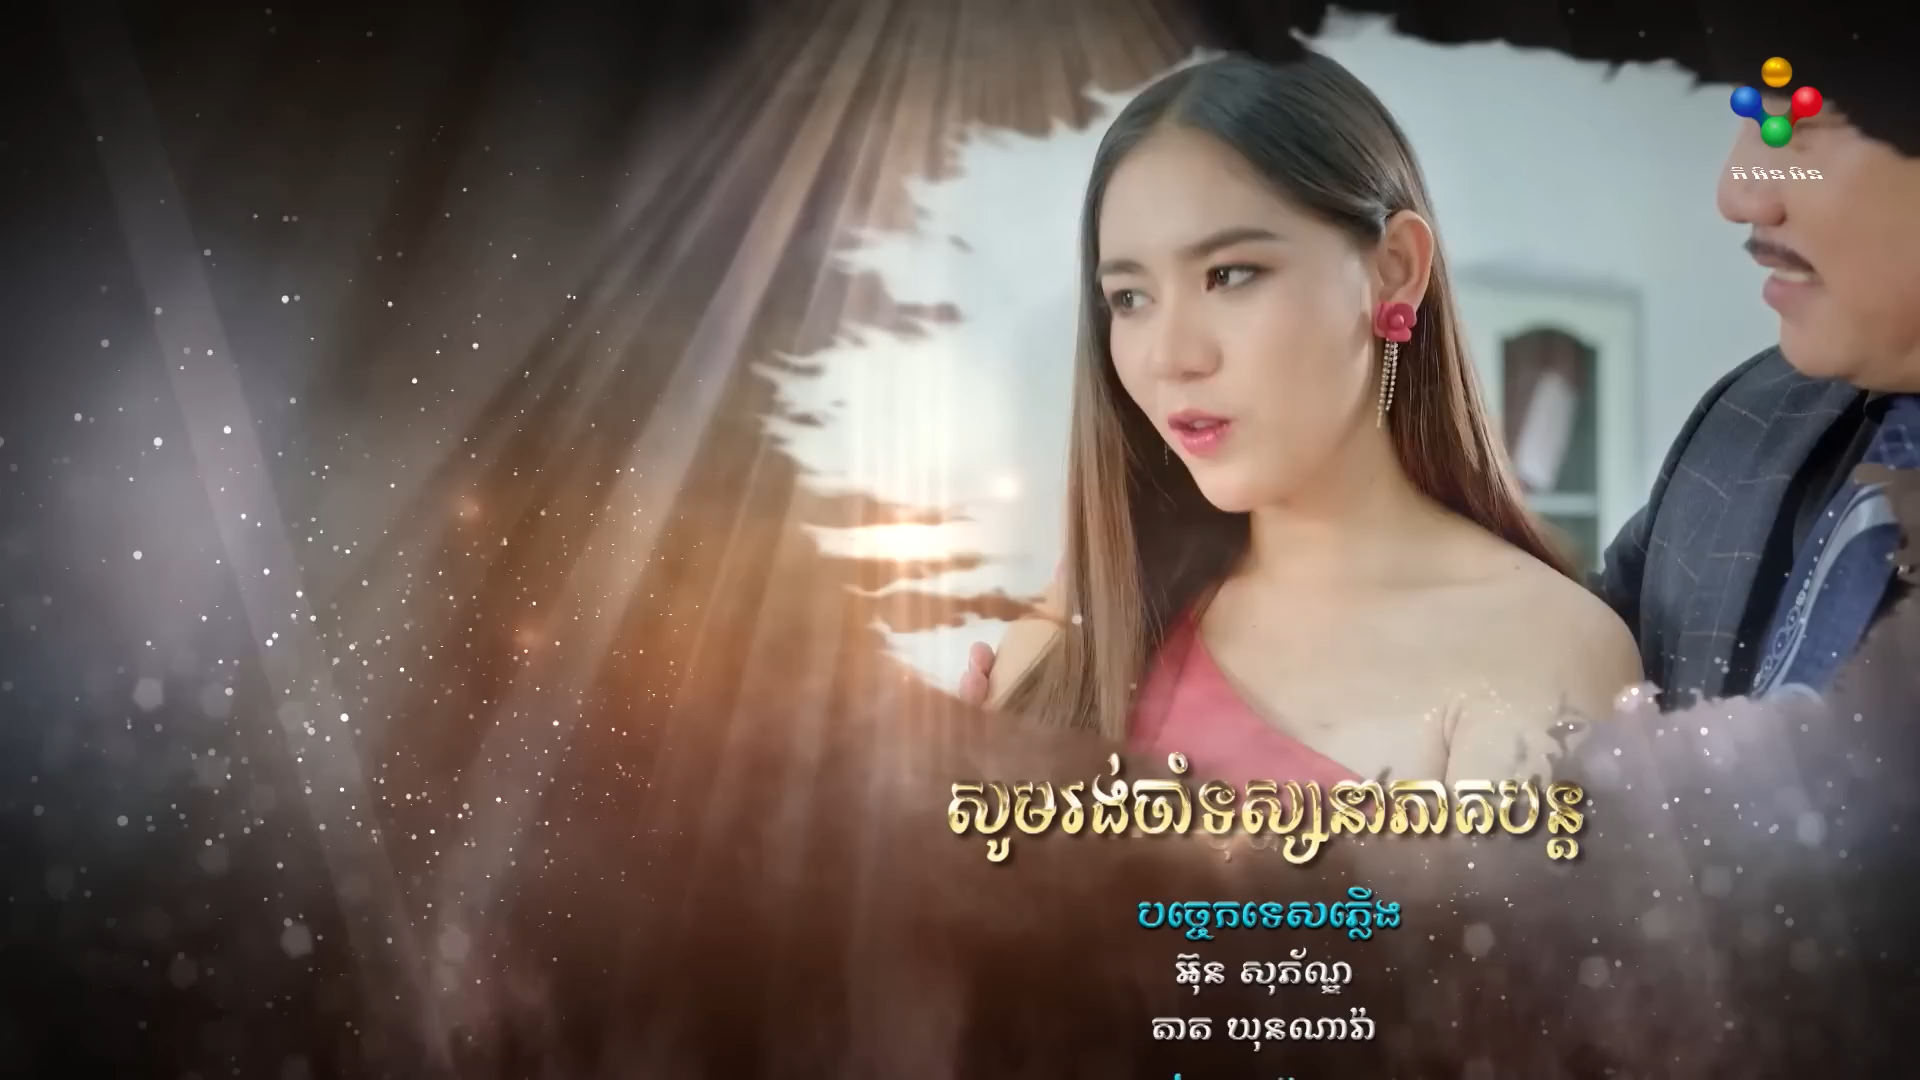 ភី អិន អិន
សូមរង់ចាំទស្សនាភាគបន្ត
បច្ចេកទេសភ្លើង
អ៊ុន សុភ័ណ្ឌ
តាត ឃុនណារ៉ា